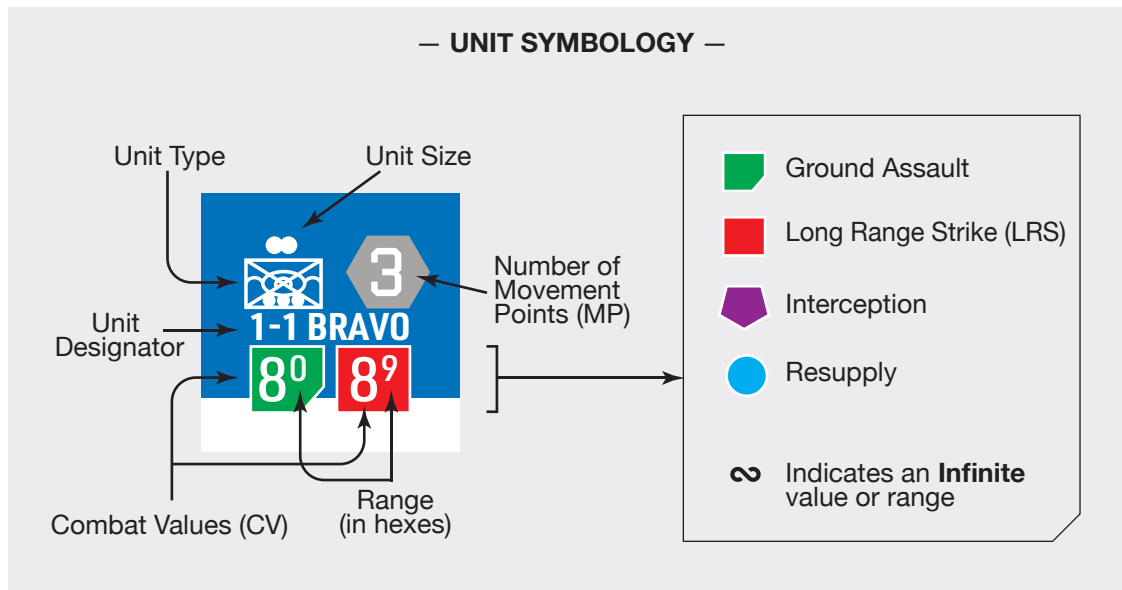 — UNIT SYMBOLOGY —
Unit Type
Unit Size
3
Number of
Movement
Points (MP)
Unit
Designator
1-1 BRAVO
8⁰ 8⁹
Combat Values (CV)
Range
(in hexes)
Ground Assault
Long Range Strike (LRS)
Interception
Resupply
∞ Indicates an Infinite
value or range